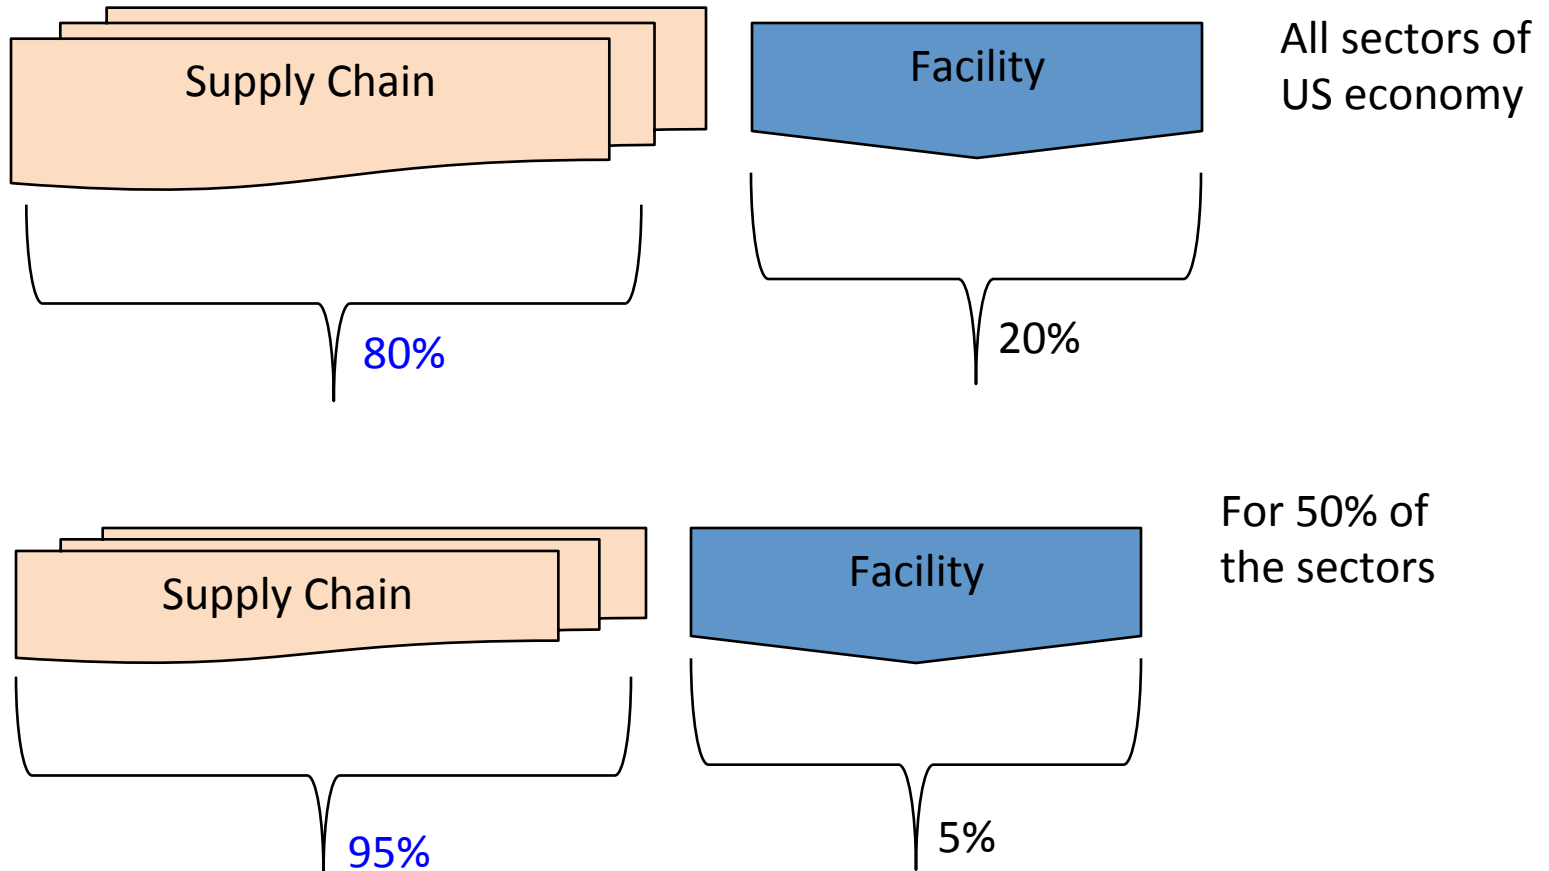 Supply Chain
Facility
All sectors of
US economy
80%
20%
Supply Chain
Facility
For 50% of
the sectors
95%
5%